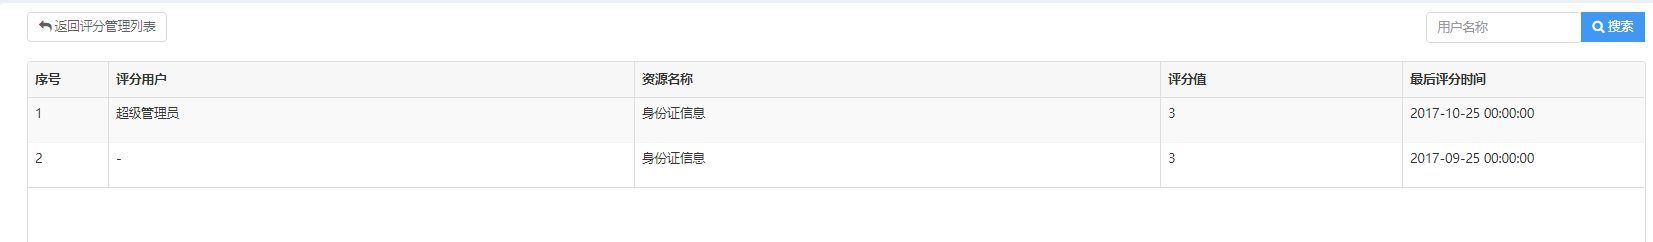 返回评分管理列表 用户名称 搜索
序号 评分用户 资源名称 评分值 最后评分时间
1 超级管理员 身份证信息 3 2017-10-25 00:00:00
2 - 身份证信息 3 2017-09-25 00:00:00